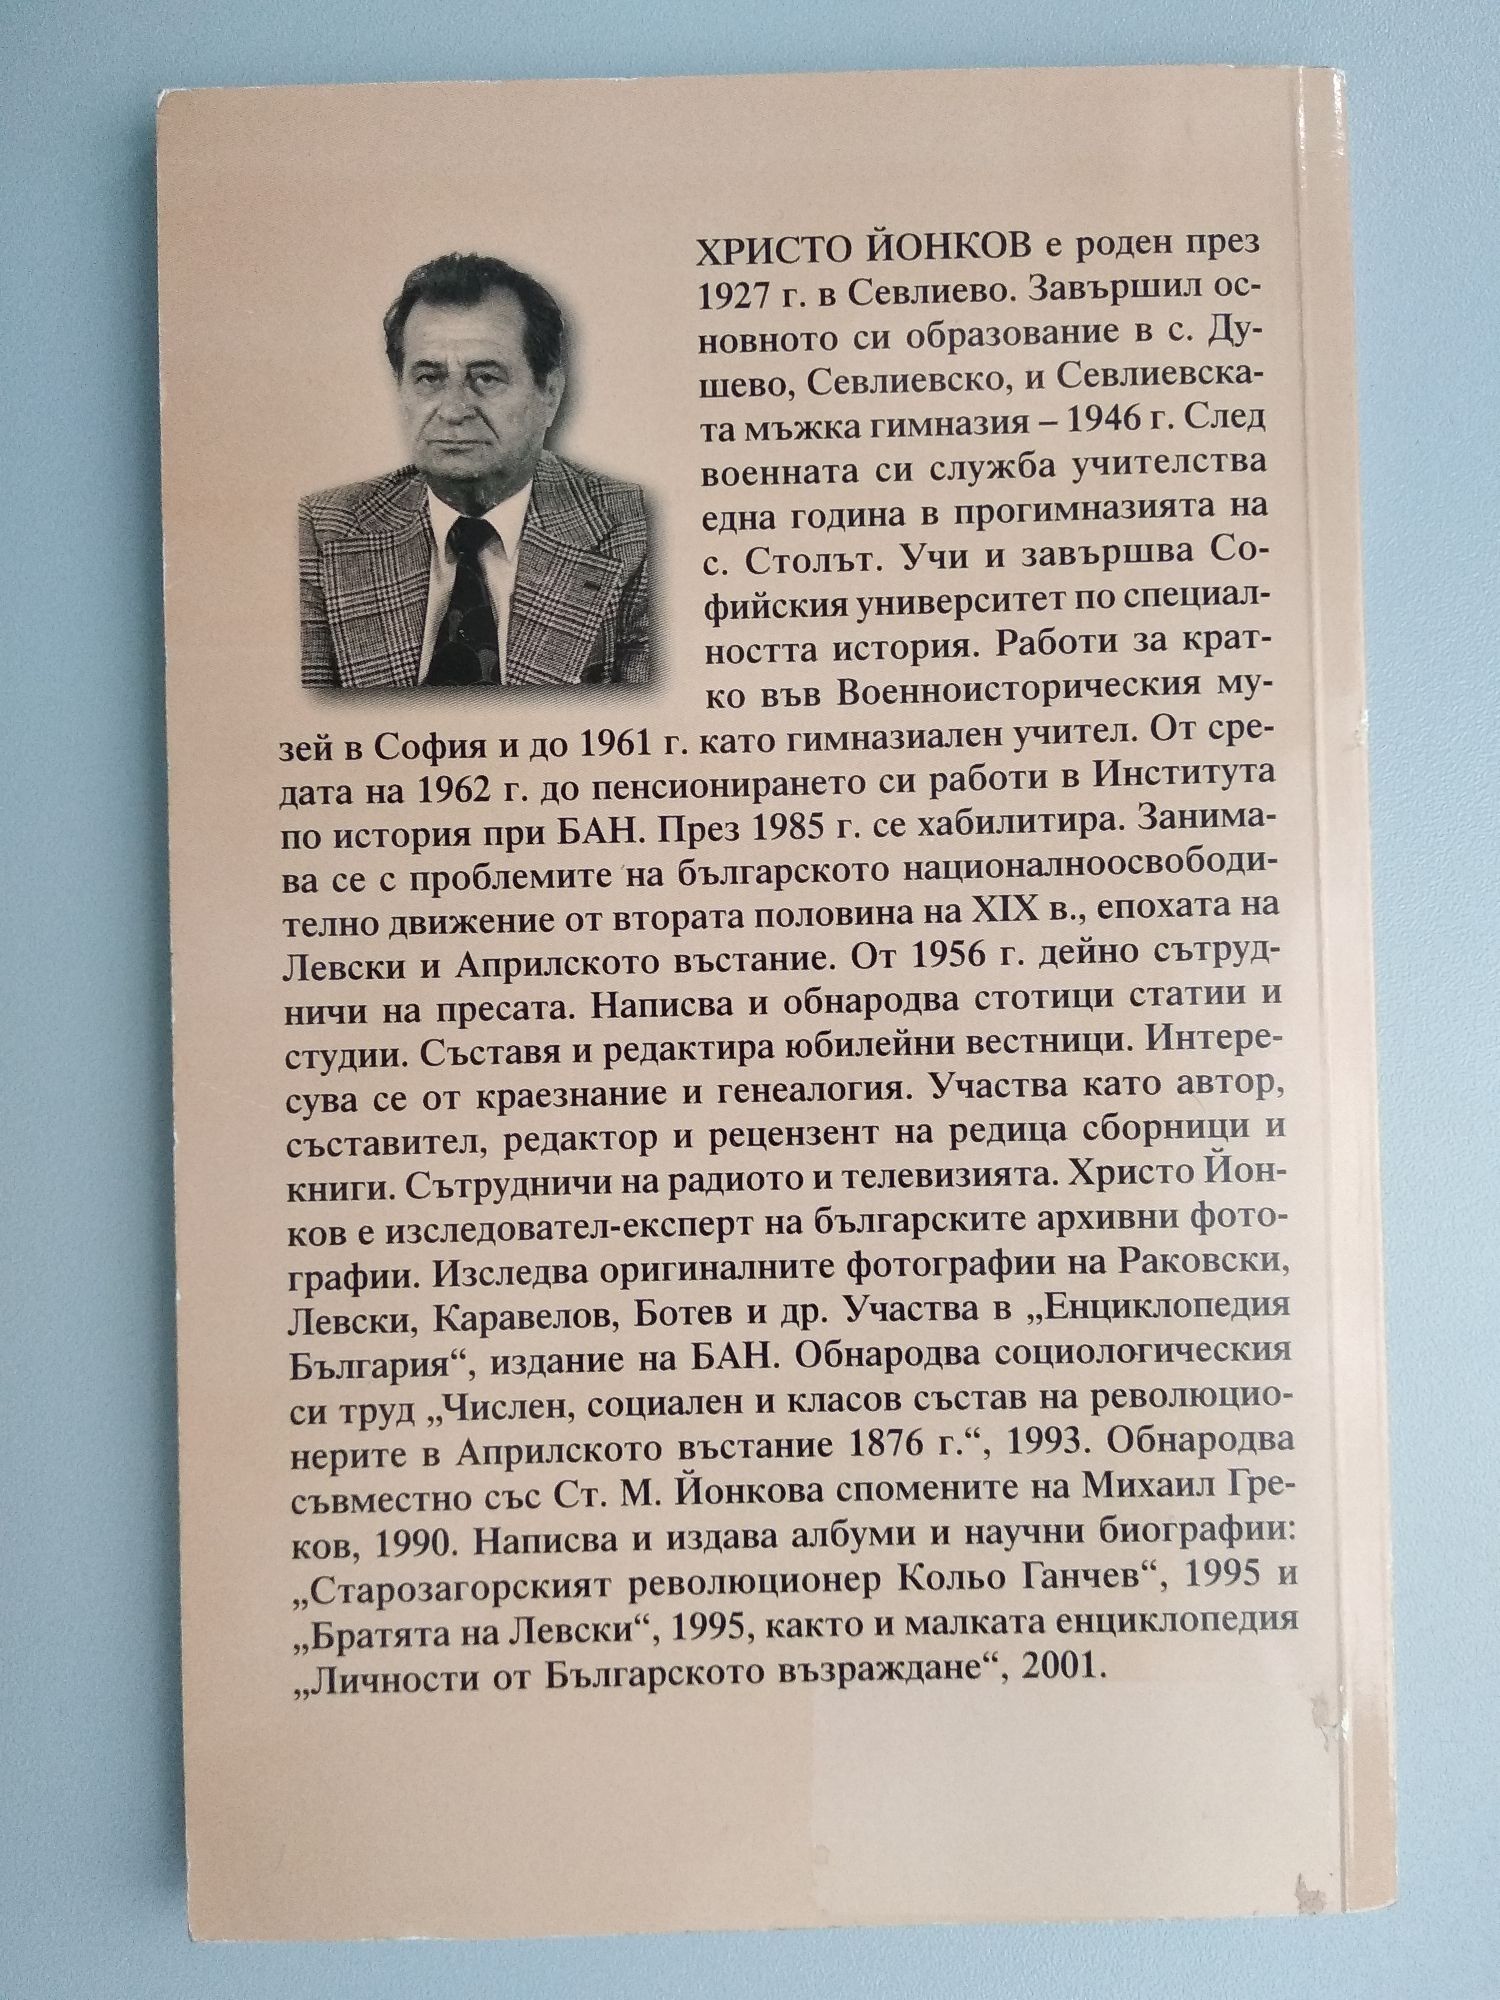 ХРИСТО ЙОНКОВ е роден през
1927 г. в Севлиево. Завършил ос-
новното си образование в с. Ду-
шево, Севлиевско, и Севлиевска-
та мъжка гимназия – 1946 г. След
военната си служба учителства
една година в прогимназията на
с. Столът. Учи и завършва Со-
фийския университет по специал-
ността история. Работи за крат-
ко във Военноисторическия му-
зей в София и до 1961 г. като гимназиален учител. От сре-
дата на 1962 г. до пенсионирането си работи в Института
по история при БАН. През 1985 г. се хабилитира. Занима-
ва се с проблемите на българското националноосвободи-
телно движение от втората половина на XIX в., епохата на
Левски и Априлското въстание. От 1956 г. дейно сътруд-
ничи на пресата. Написва и обнародва стотици статии и
студии. Съставя и редактира юбилейни вестници. Интере-
сува се от краезнание и генеалогия. Участва като автор,
съставител, редактор и рецензент на редица сборници и
книги. Сътрудничи на радиото и телевизията. Христо Йон-
ков е изследовател-експерт на българските архивни фото-
графии. Изследва оригиналните фотографии на Раковски,
Левски, Каравелов, Ботев и др. Участва в „Енциклопедия
България“, издание на БАН. Обнародва социологическия
си труд „Числен, социален и класов състав на революцио-
нерите в Априлското въстание 1876 г.“, 1993. Обнародва
съвместно със Ст. М. Йонкова спомените на Михаил Гре-
ков, 1990. Написва и издава албуми и научни биографии:
„Старозагорският революционер Кольо Ганчев“, 1995 и
„Братята на Левски“, 1995, както и малката енциклопедия
„Личности от Българското възраждане“, 2001.